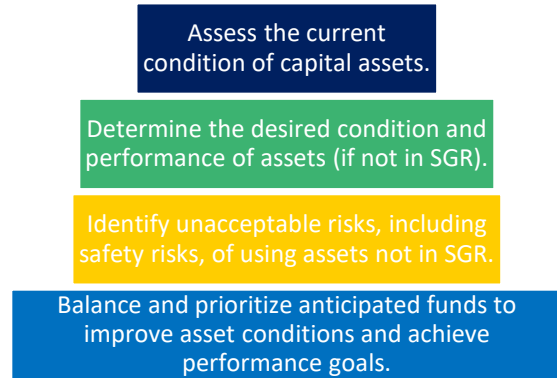 Assess the current
condition of capital assets.
Determine the desired condition and
performance of assets (if not in SGR).
Identify unacceptable risks, including
safety risks, of using assets not in SGR.
Balance and prioritize anticipated funds to
improve asset conditions and achieve
performance goals.